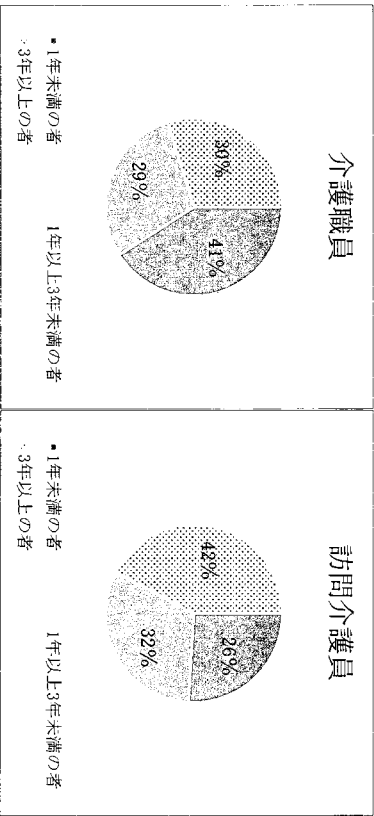 介護職員
30%
41%
29%
▪1年未満の者 1年以上3年未満の者
3年以上の者
訪問介護員
42%
26%
32%
▪1年未満の者 1年以上3年未満の者
3年以上の者